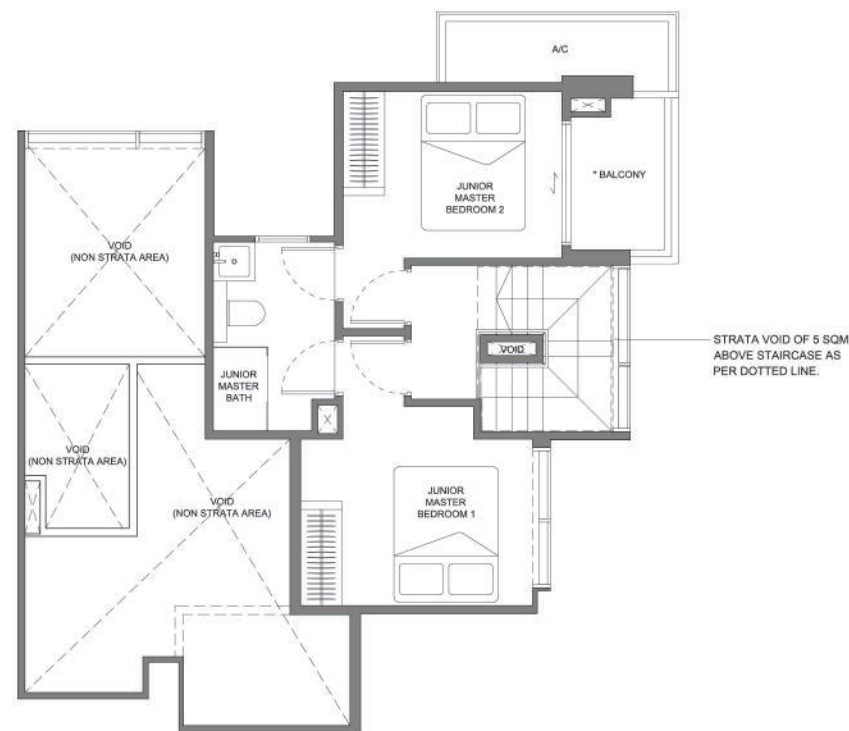 A/C
JUNIOR
MASTER
BEDROOM 2
* BALCONY
VOID
(NON STRATA AREA)
VOID
STRATA VOID OF 5 SQM
ABOVE STAIRCASE AS
PER DOTTED LINE.
JUNIOR
MASTER
BATH
VOID
(NON STRATA AREA)
VOID
(NON STRATA AREA)
JUNIOR
MASTER
BEDROOM 1